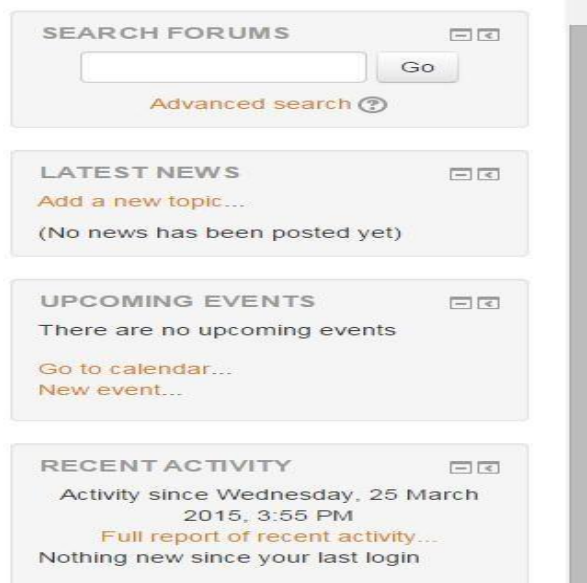 SEARCH FORUMS
Go
Advanced search
LATEST NEWS
Add a new topic...
(No news has been posted yet)
UPCOMING EVENTS
There are no upcoming events
Go to calendar...
New event...
RECENT ACTIVITY
Activity since Wednesday, 25 March
2015, 3:55 PM
Full report of recent activity...
Nothing new since your last login